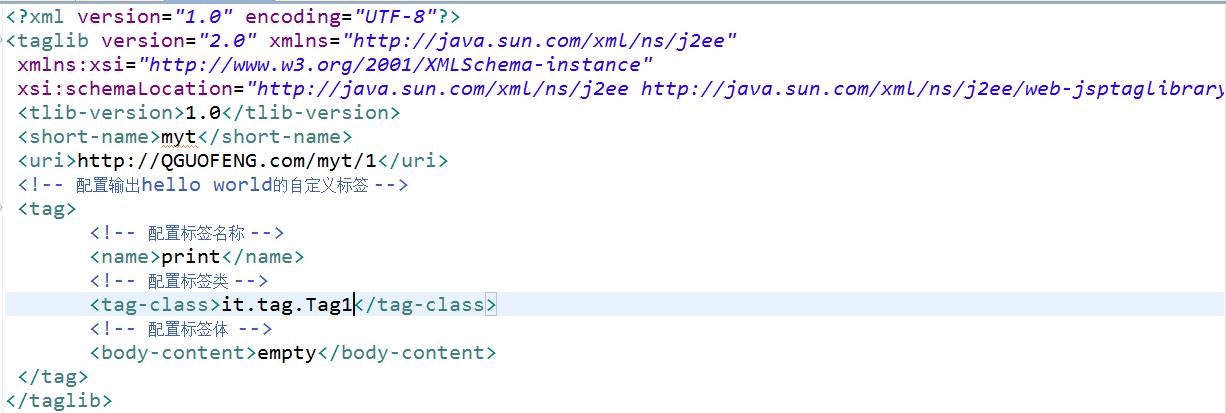 <?xml version="1.0" encoding="UTF-8"?>
<taglib version="2.0" xmlns="http://java.sun.com/xml/ns/j2ee"
xmlns:xsi="http://www.w3.org/2001/XMLSchema-instance"
xsi:schemaLocation="http://java.sun.com/xml/ns/j2ee http://java.sun.com/xml/ns/j2ee/web-jsptaglibrary
<tlib-version>1.0</tlib-version>
<short-name>myt</short-name>
<uri>http://QGUOFENG.com/myt/1</uri>
<!-- 配置输出hello world的自定义标签 -->
<tag>
<!-- 配置标签名称 -->
<name>print</name>
<!-- 配置标签类 -->
<tag-class>it.tag.Tag1</tag-class>
<!-- 配置标签体 -->
<body-content>empty</body-content>
</tag>
</taglib>